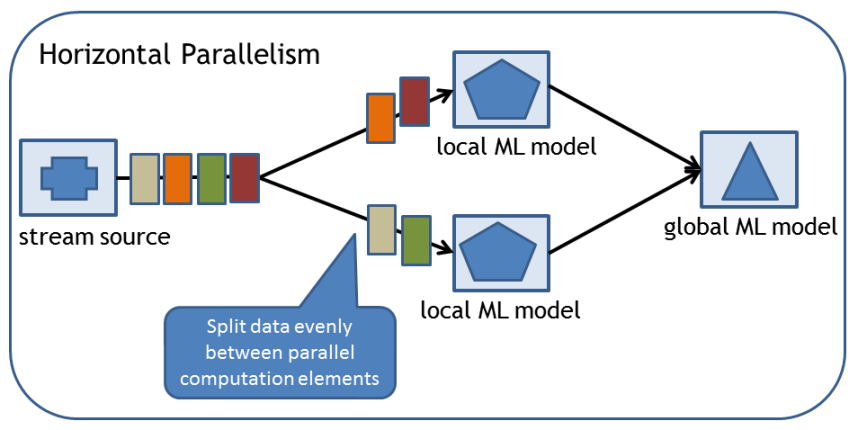 Horizontal Parallelism
local ML model
stream source
global ML model
local ML model
Split data evenly
between parallel
computation elements